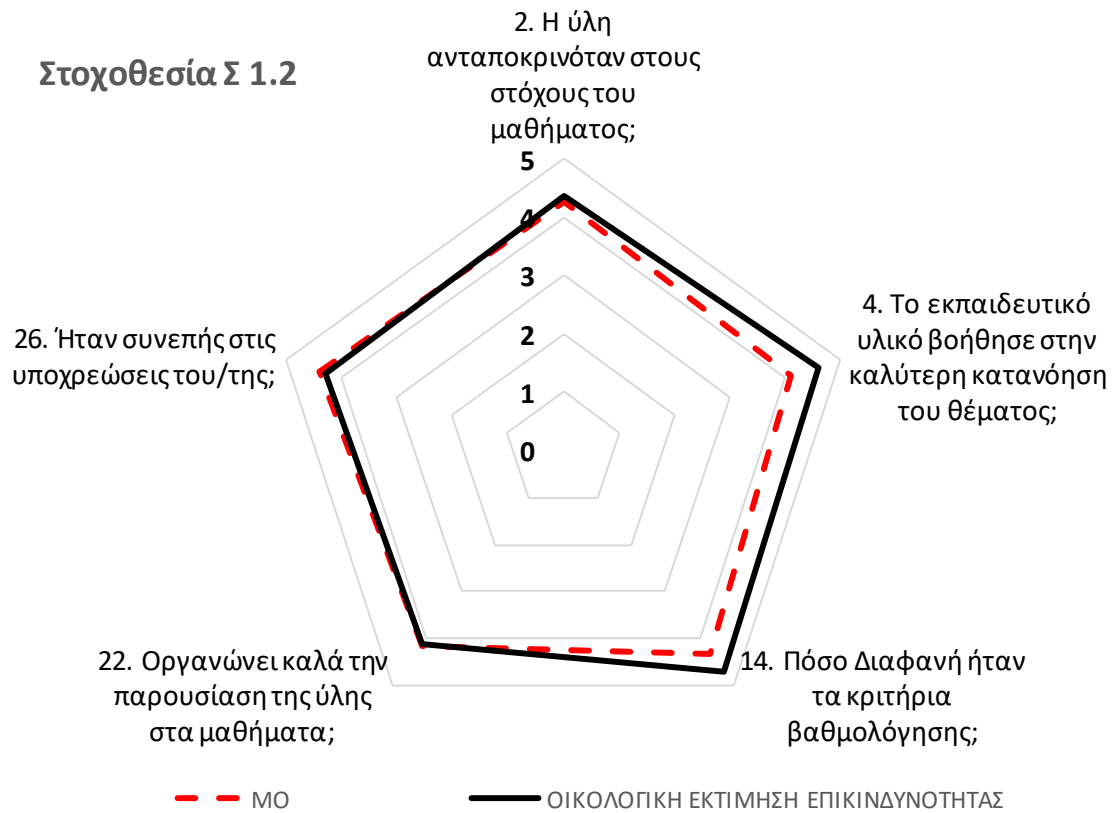 Στοχοθεσία Σ 1.2
2. Η ύλη
ανταποκρινόταν στους
στόχους του
μαθήματος;
5
4
3
2
1
0
4. Το εκπαιδευτικό
υλικό βοήθησε στην
καλύτερη κατανόηση
του θέματος;
14. Πόσο Διαφανή ήταν
τα κριτήρια
βαθμολόγησης;
22. Οργανώνει καλά την
παρουσίαση της ύλης
στα μαθήματα;
26. Ήταν συνεπής στις
υποχρεώσεις του/της;
ΜΟ
ΟΙΚΟΛΟΓΙΚΗ ΕΚΤΙΜΗΣΗ ΕΠΙΚΙΝΔΥΝΟΤΗΤΑΣ